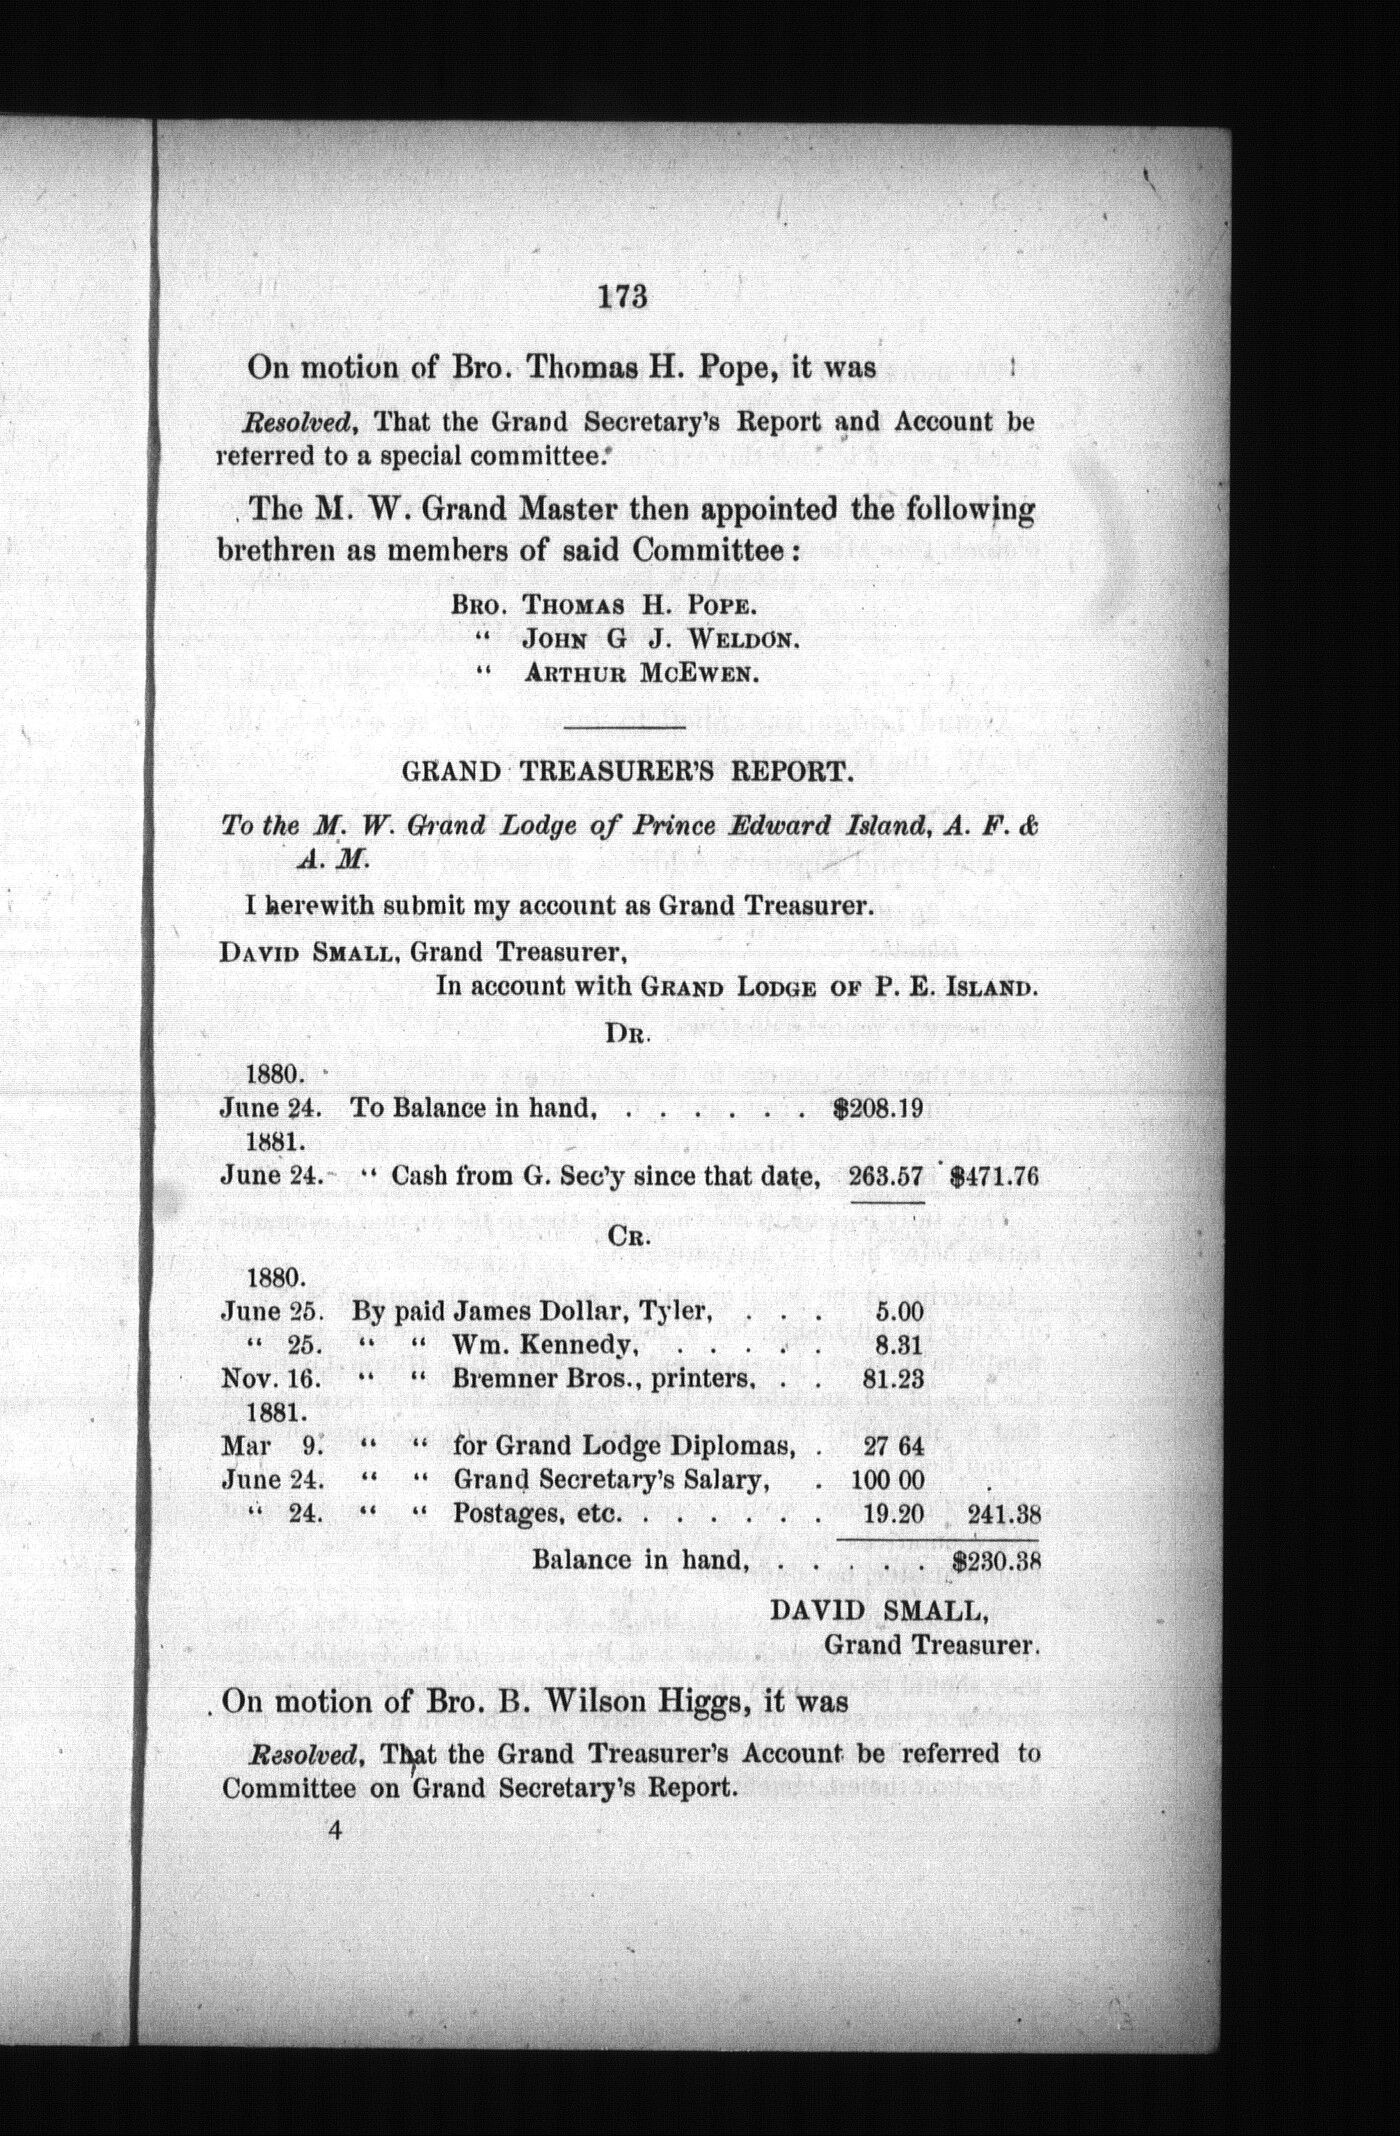 173
On motion of Bro. Thomas H. Pope, it was
Resolved, That the Grand Secretary's Report and Account be
referred to a special committee.
The M. W. Grand Master then appointed the following
brethren as members of said Committee:
BRO. THOMAS H. POPE.
" JOHN G J. WELDON.
" ARTHUR MCEWEN.
GRAND TREASURER'S REPORT.
To the M. W. Grand Lodge of Prince Edward Island, A. F. &
A. M.
I herewith submit my account as Grand Treasurer.
DAVID SMALL, Grand Treasurer,
In account with GRAND LODGE OF P. E. ISLAND.
DR.
1880.
June 24. To Balance in hand, . . . . . . $208.19
1881.
June 24. " Cash from G. Sec'y since that date, 263.57 $471.76
CR.
1880.
June 25. By paid James Dollar, Tyler, . . . 5.00
" 25. " " Wm. Kennedy, . . . . . 8.31
Nov. 16. " " Bremner Bros., printers, . . 81.23
1881.
Mar 9. " " for Grand Lodge Diplomas, . 27 64
June 24. " " Grand Secretary's Salary, . 100 00
" 24. " " Postages, etc. . . . . . . 19.20 241.38
Balance in hand, . . . . . $230.38
DAVID SMALL,
Grand Treasurer.
On motion of Bro. B. Wilson Higgs, it was
Resolved, That the Grand Treasurer's Account be referred to
Committee on Grand Secretary's Report.
4